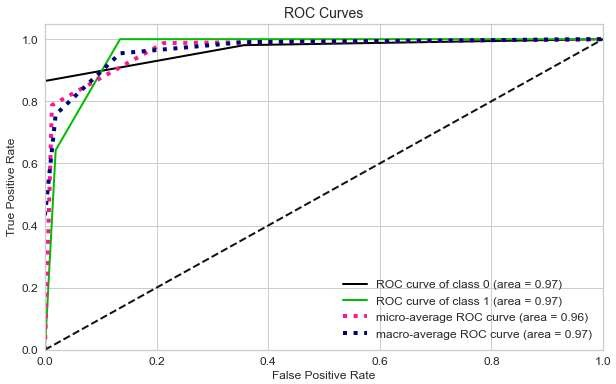 ROC Curves
1.0
0.8
0.6
0.4
0.2
0.0
True Positive Rate
ROC curve of class 0 (area = 0.97)
ROC curve of class 1 (area = 0.97)
micro-average ROC curve (area = 0.96)
macro-average ROC curve (area = 0.97)
0.0 0.2 0.4 0.6 0.8 1.0
False Positive Rate